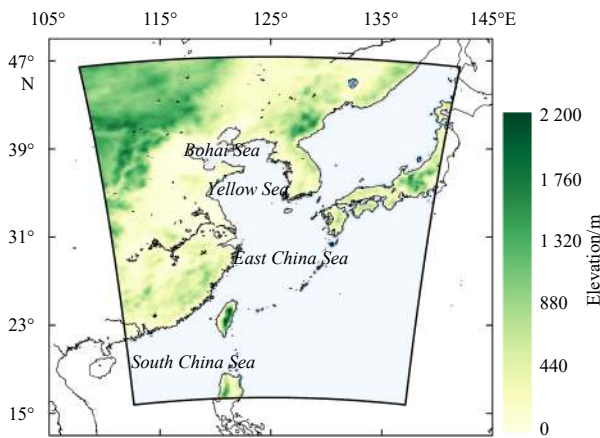 105° 115° 125° 135° 145°E
47°
N
39°
31°
23°
15°
Bohai Sea
Yellow Sea
East China Sea
South China Sea
2 200
1 760
1 320
880
440
0
Elevation/m